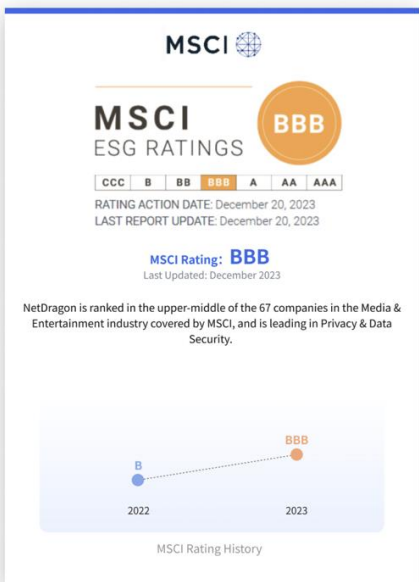 MSCI
MSCI
ESG RATINGS
BBB
CCC B BB BBB A AA AAA
RATING ACTION DATE: December 20, 2023
LAST REPORT UPDATE: December 20, 2023
MSCI Rating: BBB
Last Updated: December 2023
NetDragon is ranked in the upper-middle of the 67 companies in the Media &
Entertainment industry covered by MSCI, and is leading in Privacy & Data
Security.
BBB
B
2022 2023
MSCI Rating History